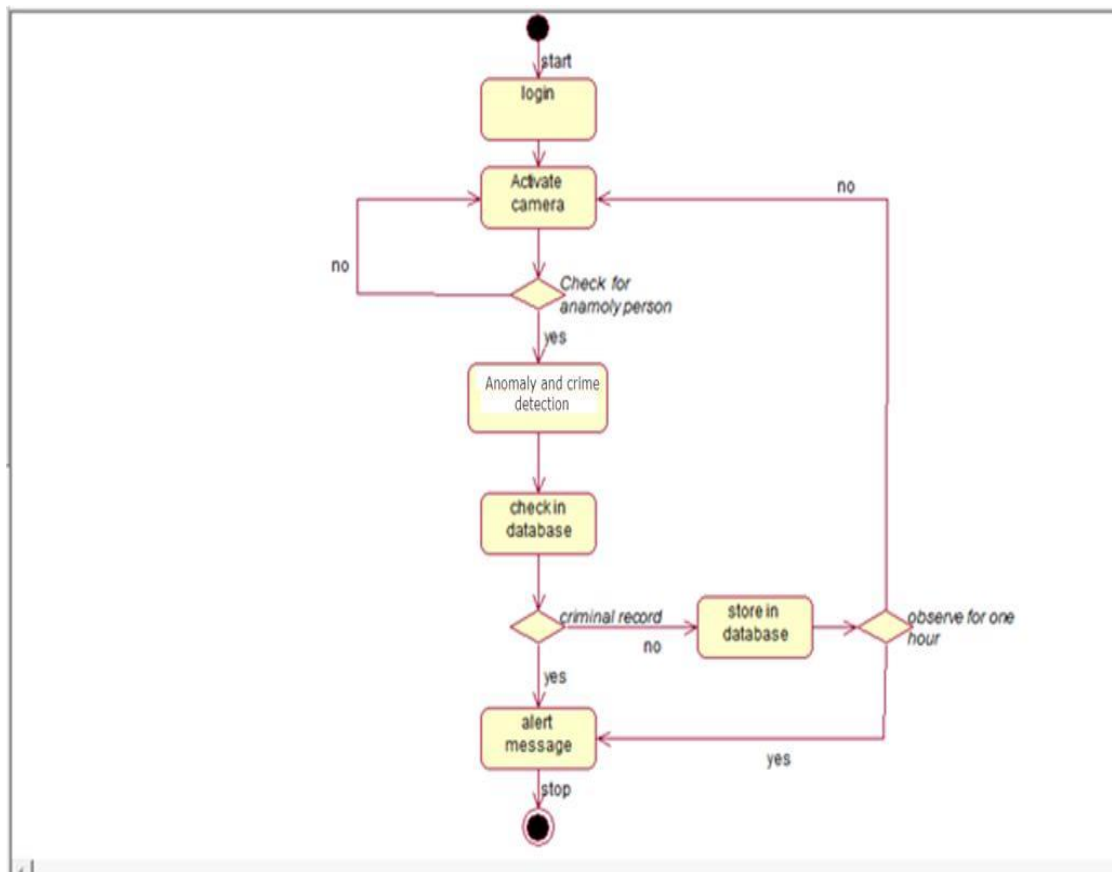 start
login
Activate
camera
no
no
Check for
anamoly person
yes
Anomaly and crime
detection
check in
database
criminal record
no
store in
database
observe for one
hour
yes
alert
message
yes
stop